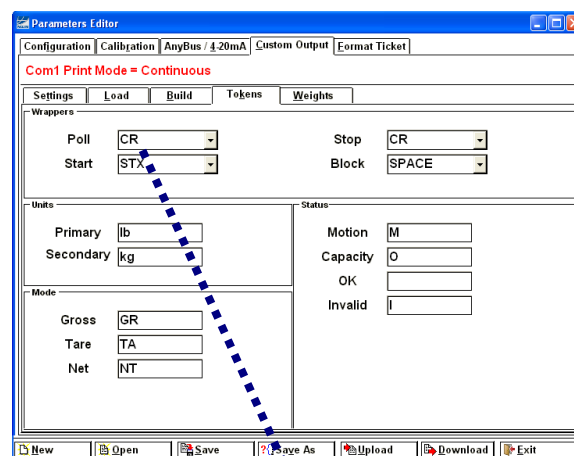 Parameters Editor
Configuration Calibration AnyBus / 4-20mA Custom Output Format Ticket
Com1 Print Mode = Continuous
Settings Load Build Tokens Weights
Wrappers
Poll CR Stop CR
Start STX Block SPACE
Units Status
Primary lb Motion M
Secondary kg Capacity O
OK
Mode Invalid I
Gross GR
Tare TA
Net NT
New Open Save ?{}Save As Upload Download Exit